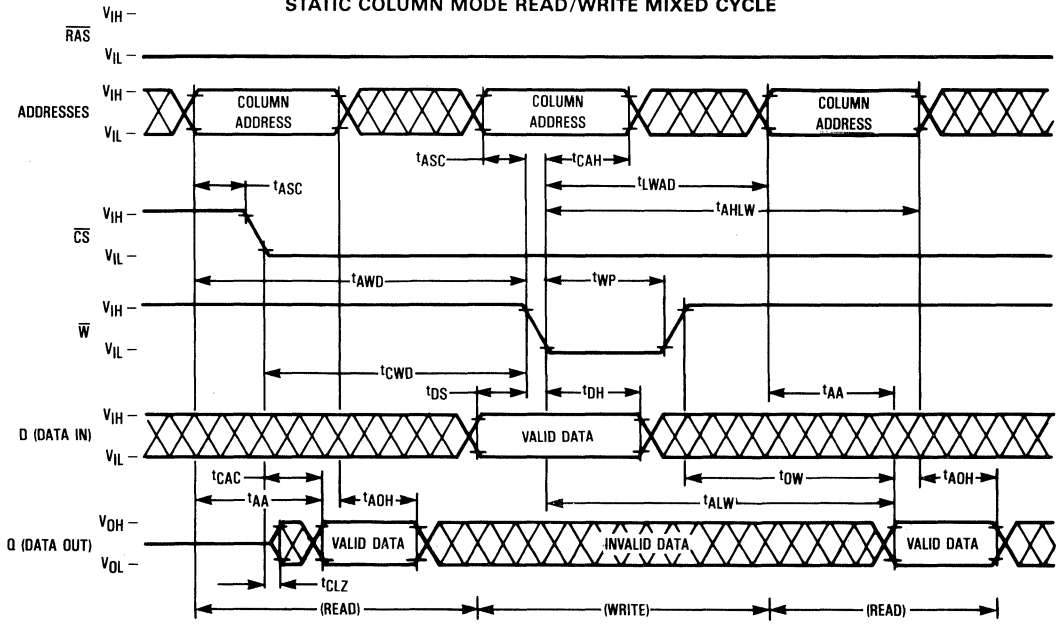 STATIC COLUMN MODE READ/WRITE MIXED CYCLE
VIH
RAS
VIL
VIH
ADDRESSES
VIL
COLUMN ADDRESS
COLUMN ADDRESS
COLUMN ADDRESS
tASC
tCAH
tASC
tLWAD
tAHLW
VIH
CS
VIL
tAWD
tWP
VIH
W
VIL
tCWD
tDS
tDH
tAA
VIH
D (DATA IN)
VIL
VALID DATA
tCAC
tOW
tAOH
tAA
tAOH
tALW
VOH
Q (DATA OUT)
VOL
VALID DATA
INVALID DATA
VALID DATA
tCLZ
(READ)
(WRITE)
(READ)